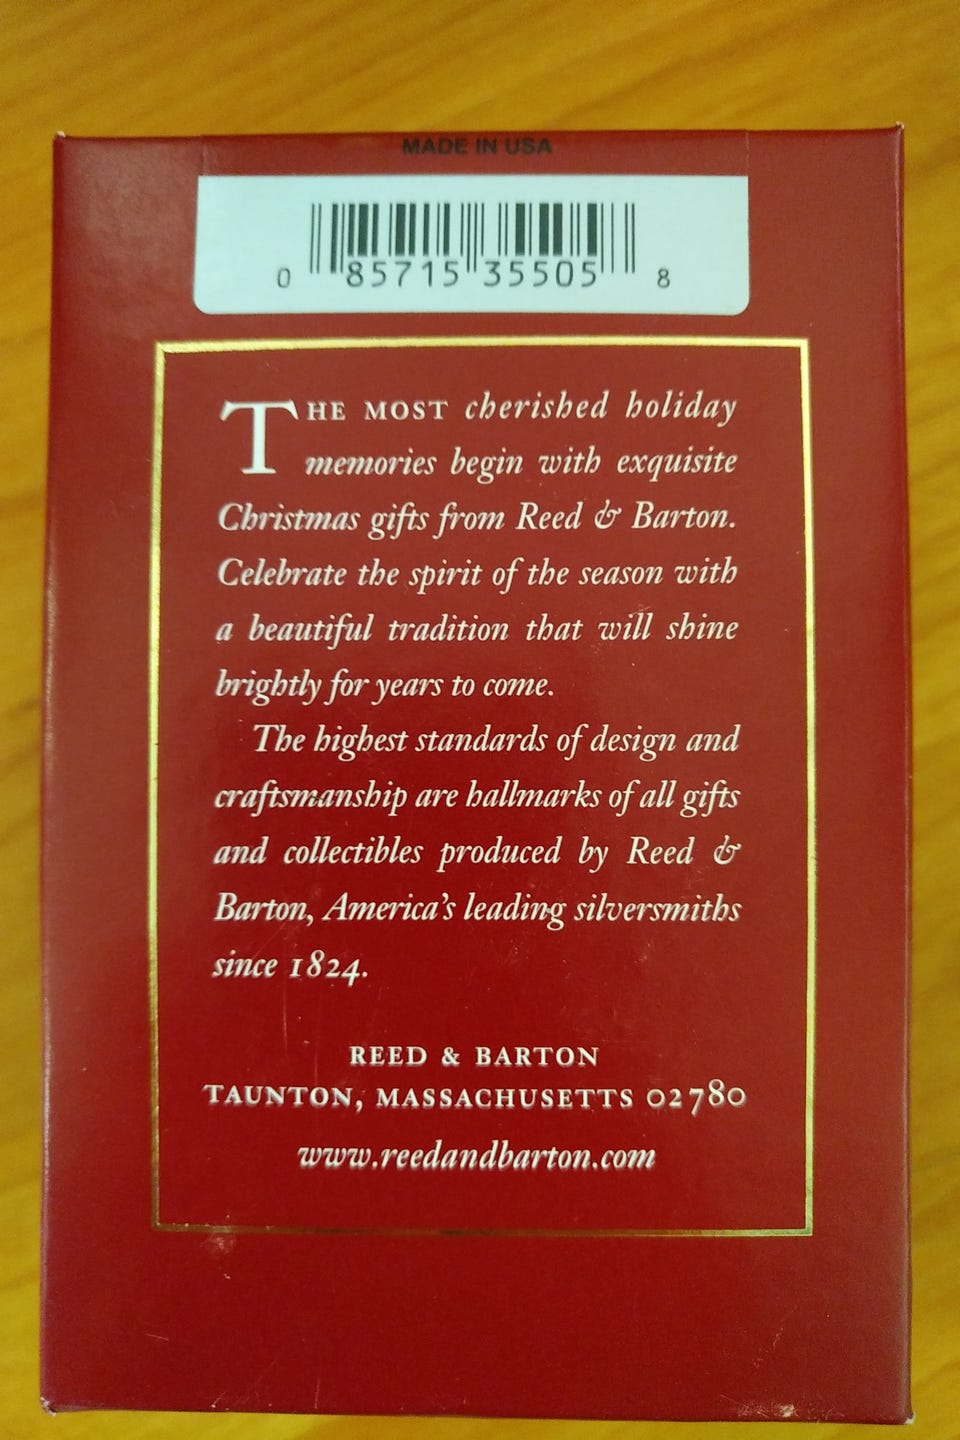 MADE IN USA
0 85715 35505 8
THE MOST cherished holiday
memories begin with exquisite
Christmas gifts from Reed & Barton.
Celebrate the spirit of the season with
a beautiful tradition that will shine
brightly for years to come.
The highest standards of design and
craftsmanship are hallmarks of all gifts
and collectibles produced by Reed &
Barton, America's leading silversmiths
since 1824.
REED & BARTON
TAUNTON, MASSACHUSETTS 02780
www.reedandbarton.com